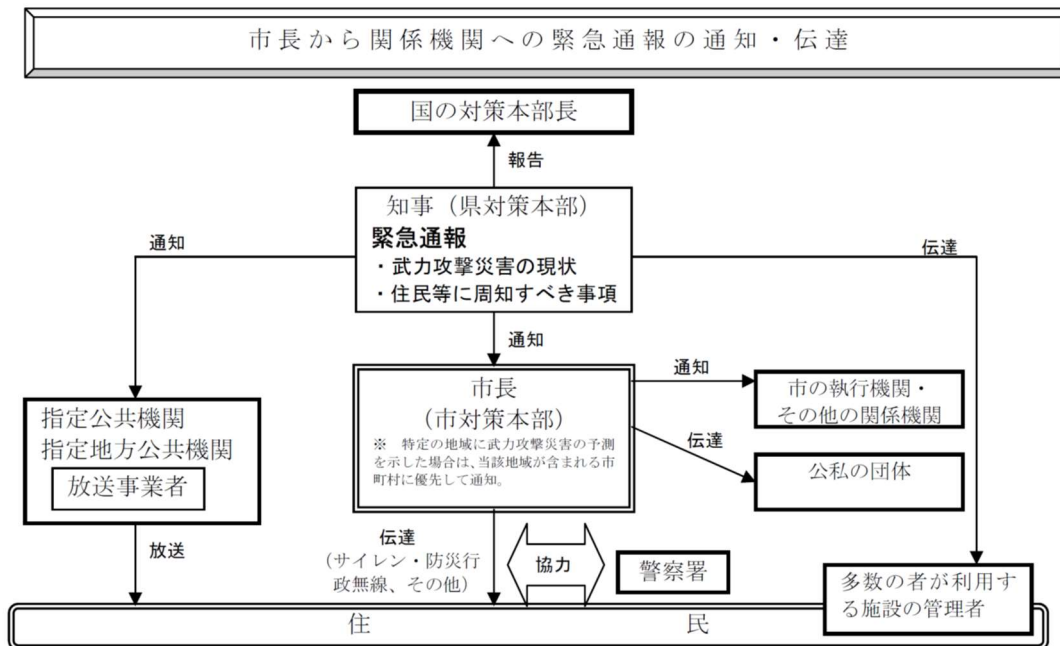 市長から関係機関への緊急通報の通知・伝達
国の対策本部長
報告
知事（県対策本部）
緊急通報
・武力攻撃災害の現状
・住民等に周知すべき事項
通知
伝達
通知
市長
（市対策本部）
※　特定の地域に武力攻撃災害の予測
を示した場合は、当該地域が含まれる市
町村に優先して通知。
通知
市の執行機関・
その他の関係機関
伝達
公私の団体
指定公共機関
指定地方公共機関
放送事業者
放送
伝達
（サイレン・防災行
政無線、その他）
協力
警察署
多数の者が利用す
る施設の管理者
住　民